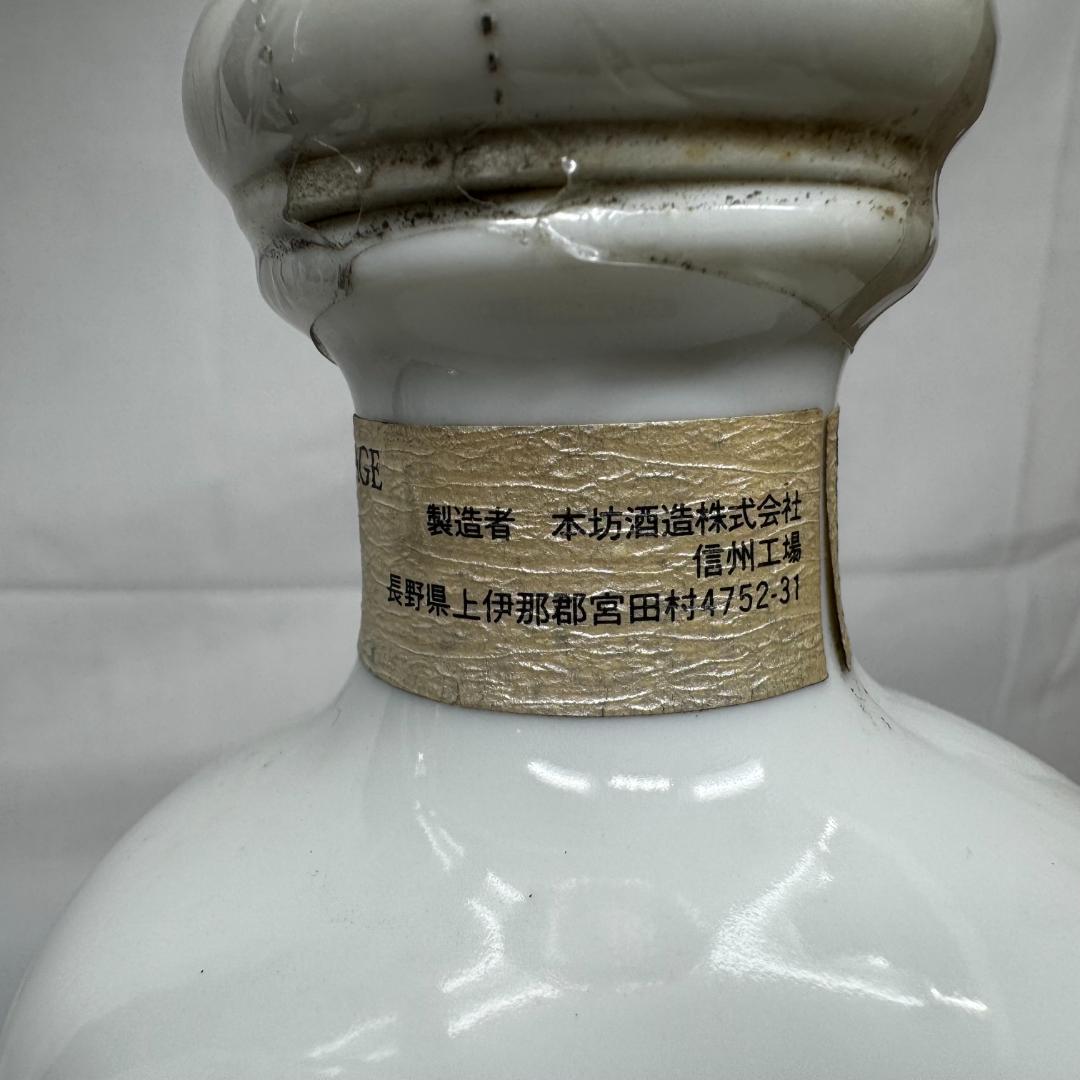 GE
製造者 本坊酒造株式会社
信州工場
長野県上伊那郡宮田村4752-31